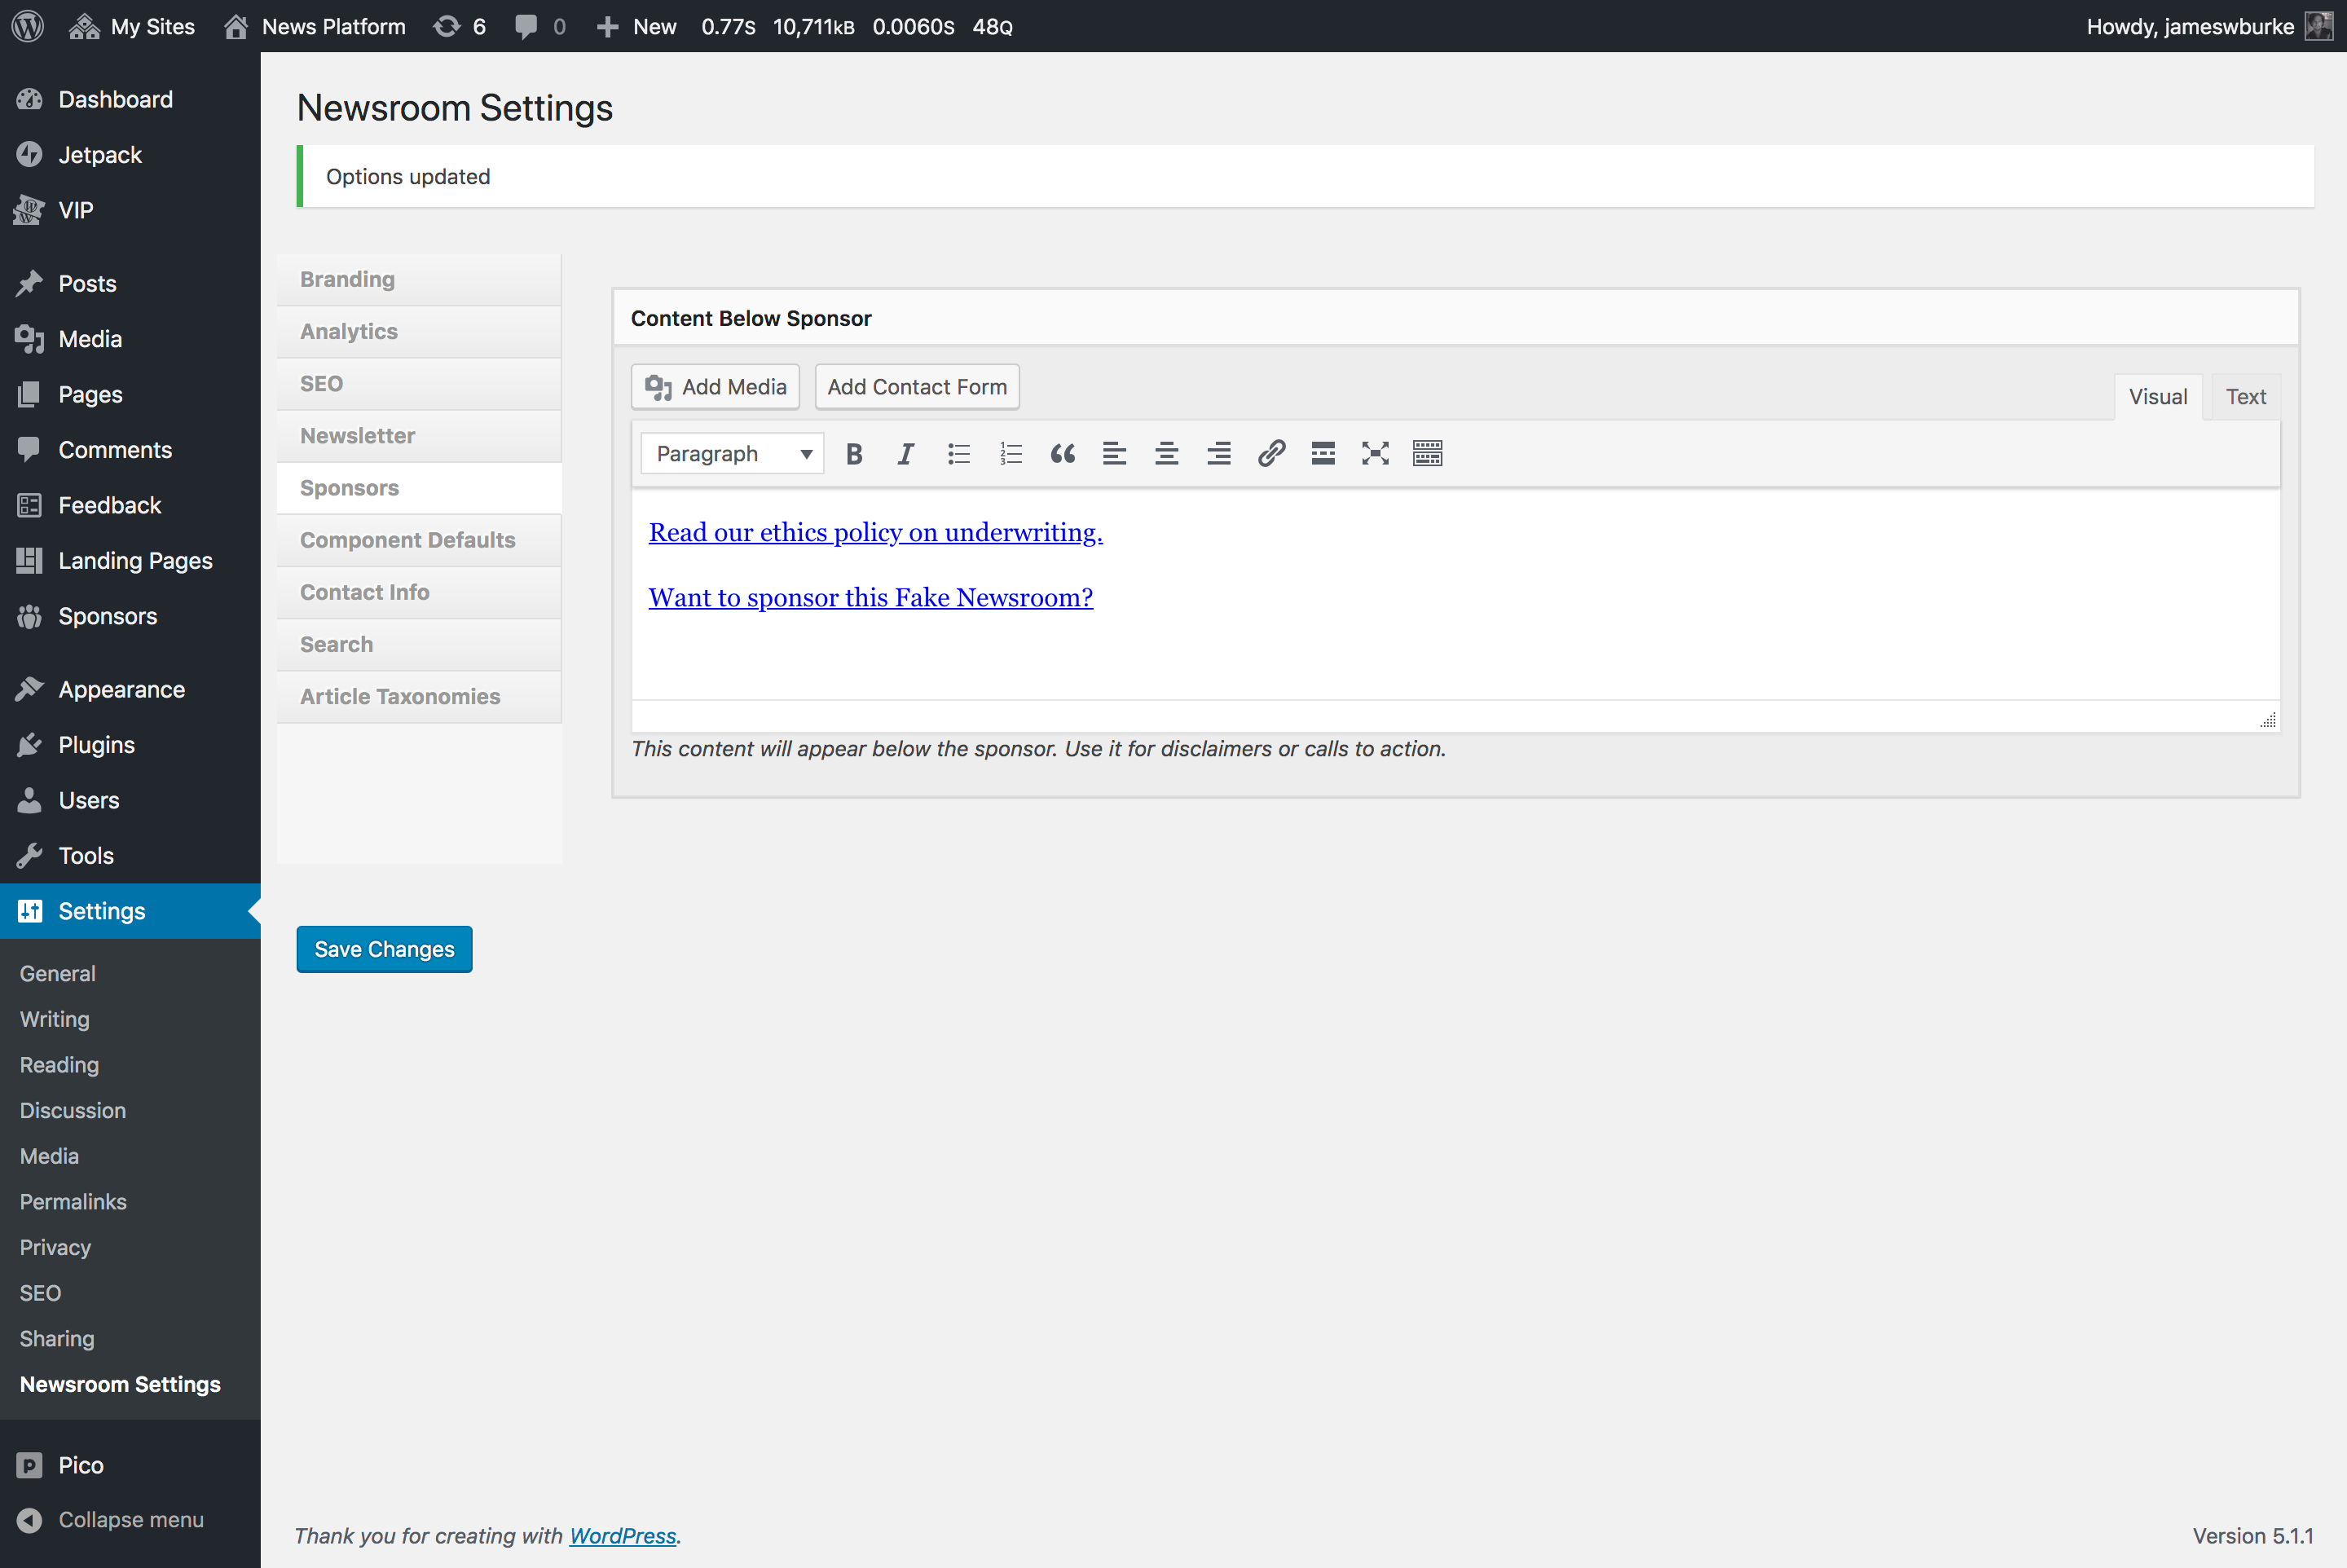 My Sites News Platform 6 0 New 0.77S 10,711KB 0.0060S 48Q Howdy, jameswburke
Dashboard
Jetpack
VIP
Posts
Media
Pages
Comments
Feedback
Landing Pages
Sponsors
Appearance
Plugins
Users
Tools
Settings
General
Writing
Reading
Discussion
Media
Permalinks
Privacy
SEO
Sharing
Newsroom Settings
Pico
Collapse menu
Newsroom Settings
Options updated
Branding
Analytics
SEO
Newsletter
Sponsors
Component Defaults
Contact Info
Search
Article Taxonomies
Content Below Sponsor
Add Media Add Contact Form Visual Text
Paragraph
Read our ethics policy on underwriting.
Want to sponsor this Fake Newsroom?
This content will appear below the sponsor. Use it for disclaimers or calls to action.
Save Changes
Thank you for creating with WordPress. Version 5.1.1